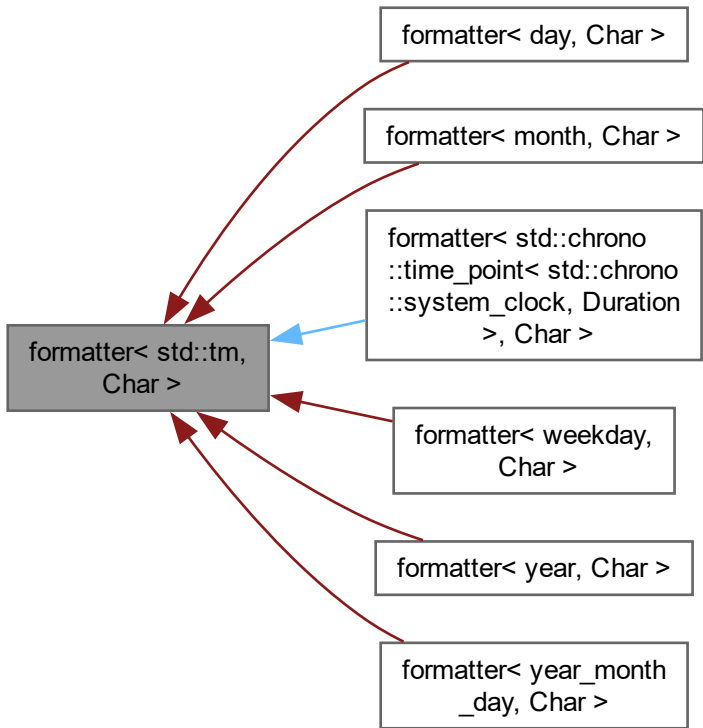 formatter< day, Char >
formatter< month, Char >
formatter< std::chrono
::time_point< std::chrono
::system_clock, Duration
>, Char >
formatter< std::tm,
Char >
formatter< weekday,
Char >
formatter< year, Char >
formatter< year_month
_day, Char >